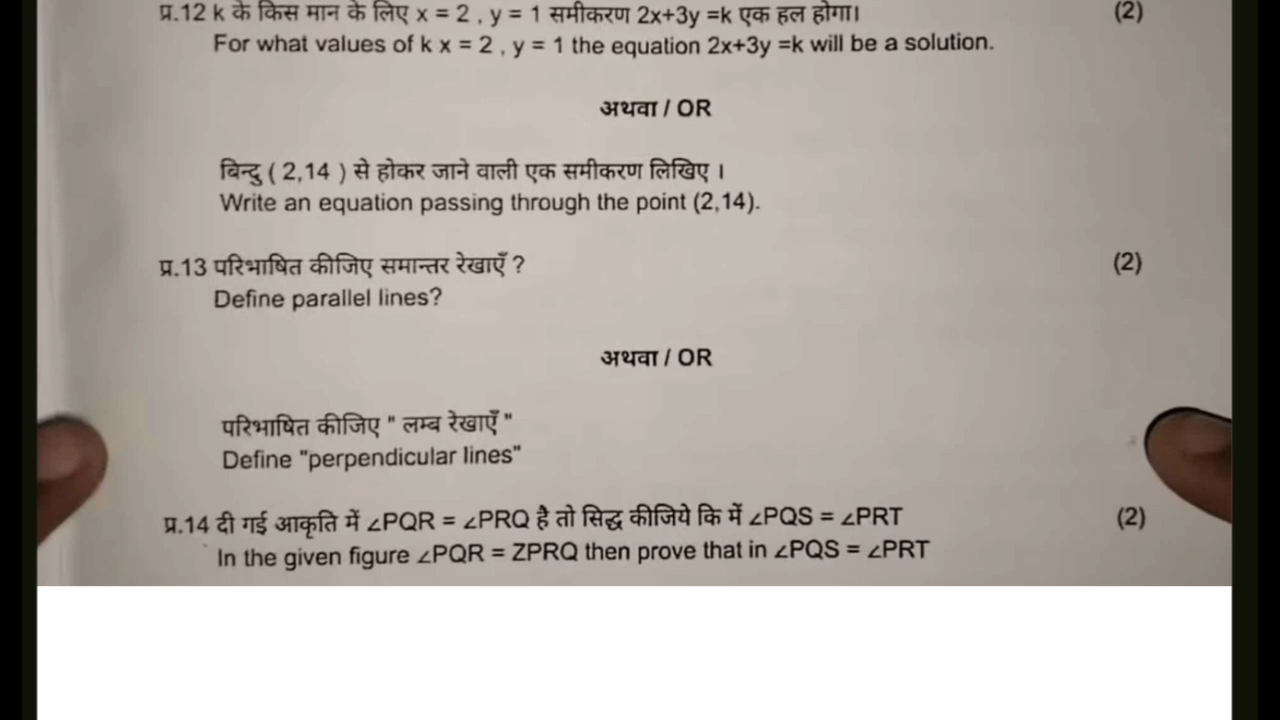 प्र.12 k के किस मान के लिए x = 2 , y = 1 समीकरण 2x+3y =k एक हल होगा। (2)
For what values of k x = 2 , y = 1 the equation 2x+3y =k will be a solution.
अथवा / OR
बिन्दु ( 2,14 ) से होकर जाने वाली एक समीकरण लिखिए ।
Write an equation passing through the point (2,14).
प्र.13 परिभाषित कीजिए समान्तर रेखाएँ ? (2)
Define parallel lines?
अथवा / OR
परिभाषित कीजिए " लम्ब रेखाएँ "
Define "perpendicular lines"
प्र.14 दी गई आकृति में ∠PQR = ∠PRQ है तो सिद्ध कीजिये कि में ∠PQS = ∠PRT (2)
In the given figure ∠PQR = ZPRQ then prove that in ∠PQS = ∠PRT